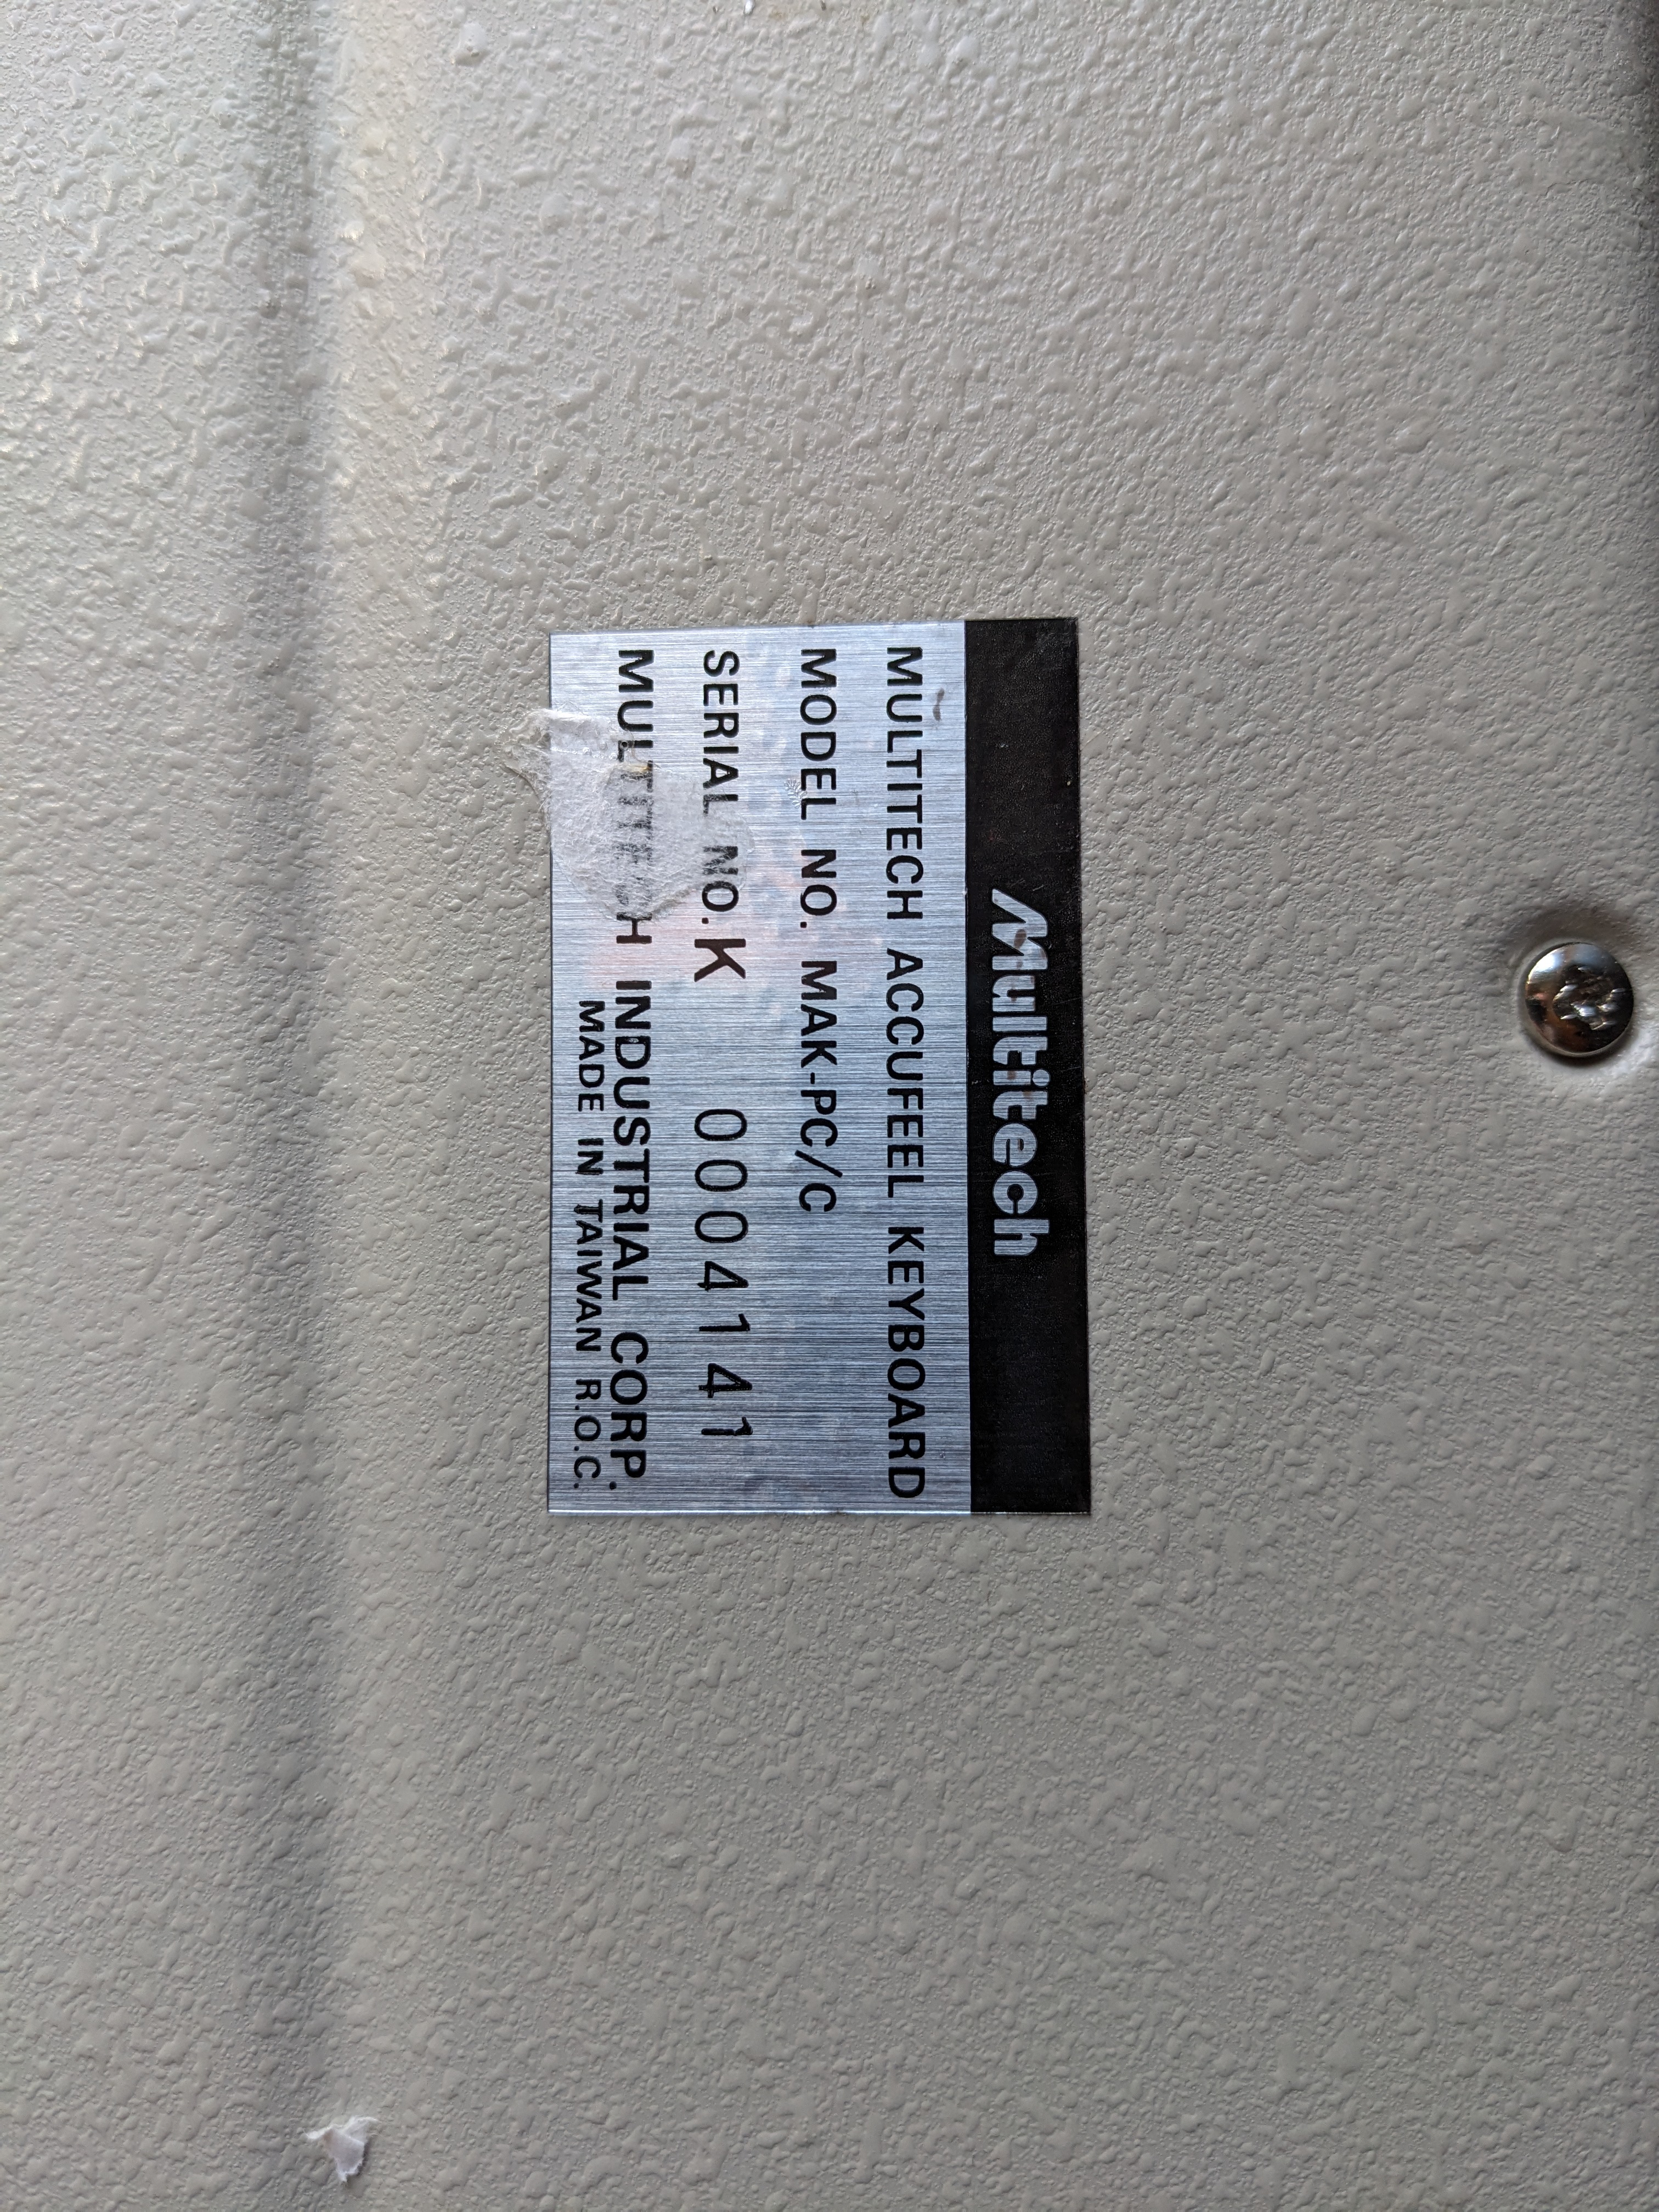 Multitech
MULTITECH ACCUFEEL KEYBOARD
MODEL NO. MAK-PC/C
SERIAL NO. K 0004141
MULTITECH INDUSTRIAL CORP.
MADE IN TAIWAN R.O.C.